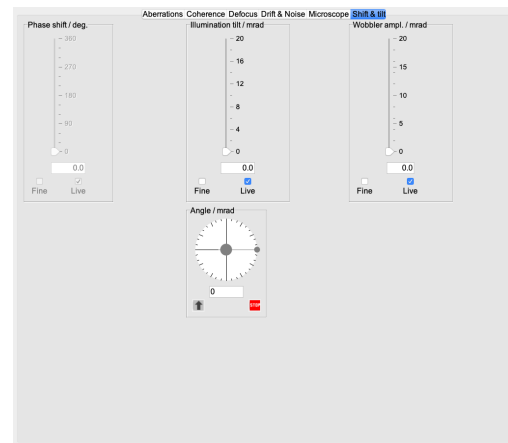 Aberrations Coherence Defocus Drift & Noise Microscope Shift & tilt
Phase shift / deg.
360
270
180
90
0
0.0
Fine Live
Illumination tilt / mrad
20
16
12
8
4
0
0.0
Fine Live
Wobbler ampl. / mrad
20
15
10
5
0
0.0
Fine Live
Angle / mrad
0
STOP